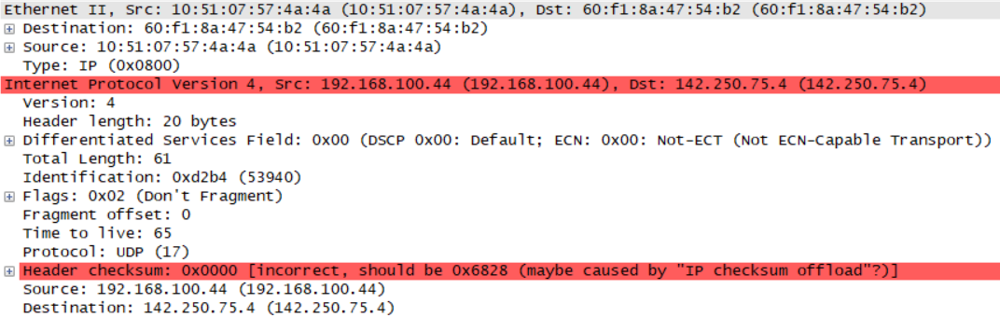 Ethernet II, Src: 10:51:07:57:4a:4a (10:51:07:57:4a:4a), Dst: 60:f1:8a:47:54:b2 (60:f1:8a:47:54:b2)
Destination: 60:f1:8a:47:54:b2 (60:f1:8a:47:54:b2)
Source: 10:51:07:57:4a:4a (10:51:07:57:4a:4a)
Type: IP (0x0800)
Internet Protocol Version 4, Src: 192.168.100.44 (192.168.100.44), Dst: 142.250.75.4 (142.250.75.4)
Version: 4
Header length: 20 bytes
Differentiated Services Field: 0x00 (DSCP 0x00: Default; ECN: 0x00: Not-ECT (Not ECN-Capable Transport))
Total Length: 61
Identification: 0xd2b4 (53940)
Flags: 0x02 (Don't Fragment)
Fragment offset: 0
Time to live: 65
Protocol: UDP (17)
Header checksum: 0x0000 [incorrect, should be 0x6828 (maybe caused by "IP checksum offload"?)]
Source: 192.168.100.44 (192.168.100.44)
Destination: 142.250.75.4 (142.250.75.4)